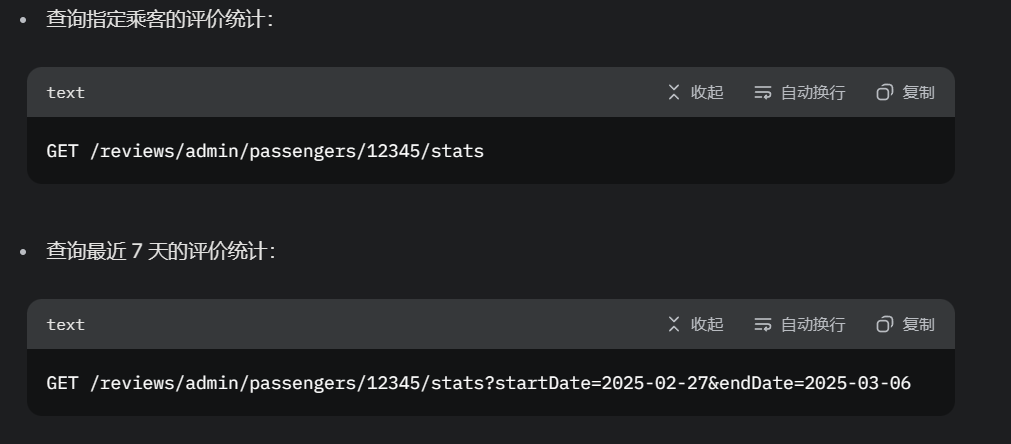 查询指定乘客的评价统计：
text 收起 自动换行 复制
GET /reviews/admin/passengers/12345/stats
查询最近 7 天的评价统计：
text 收起 自动换行 复制
GET /reviews/admin/passengers/12345/stats?startDate=2025-02-27&endDate=2025-03-06